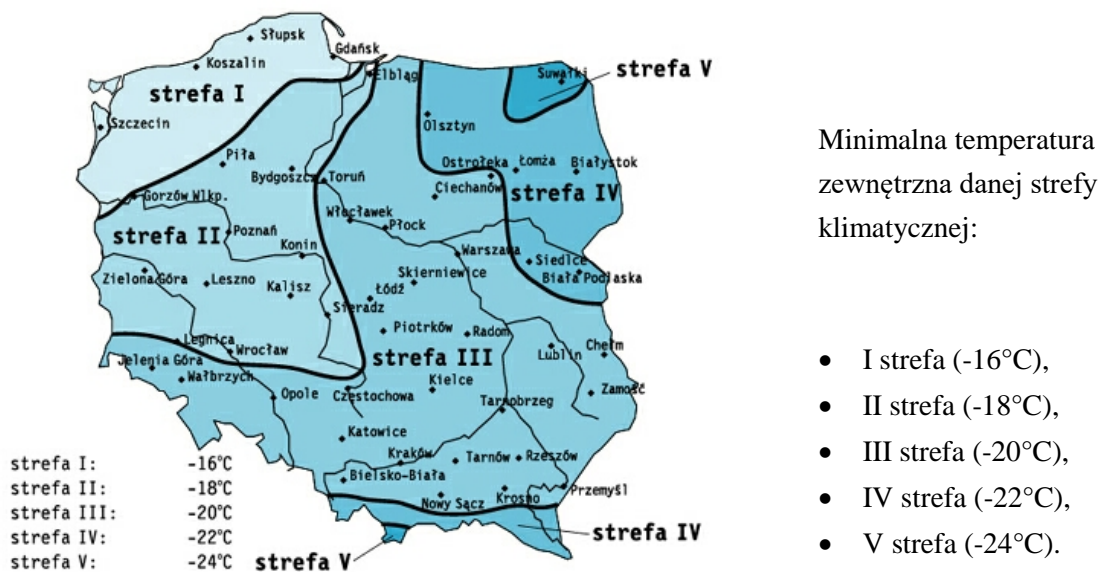 Słupsk
Gdańsk
Koszalin
Elbląg
Suwałki
strefa V
strefa I
Szczecin
Olsztyn
Piła
Bydgoszcz
Toruń
Ostrołęka
Łomża
Białystok
Ciechanów
strefa IV
Gorzów Wlkp.
Włocławek
Płock
strefa II
Poznań
Konin
Warszawa
Siedlce
Biała Podlaska
Skierniewice
Zielona Góra
Leszno
Kalisz
Łódź
Sieradz
Piotrków
Radom
Legnica
Wrocław
strefa III
Lublin
Chełm
Jelenia Góra
Wałbrzych
Opole
Częstochowa
Kielce
Zamość
Tarnobrzeg
Katowice
Kraków
Tarnów
Rzeszów
Bielsko-Biała
Nowy Sącz
Krosno
Przemyśl
strefa IV
strefa V
strefa I: -16°C
strefa II: -18°C
strefa III: -20°C
strefa IV: -22°C
strefa V: -24°C
Minimalna temperatura
zewnętrzna danej strefy
klimatycznej:
• I strefa (-16°C),
• II strefa (-18°C),
• III strefa (-20°C),
• IV strefa (-22°C),
• V strefa (-24°C).